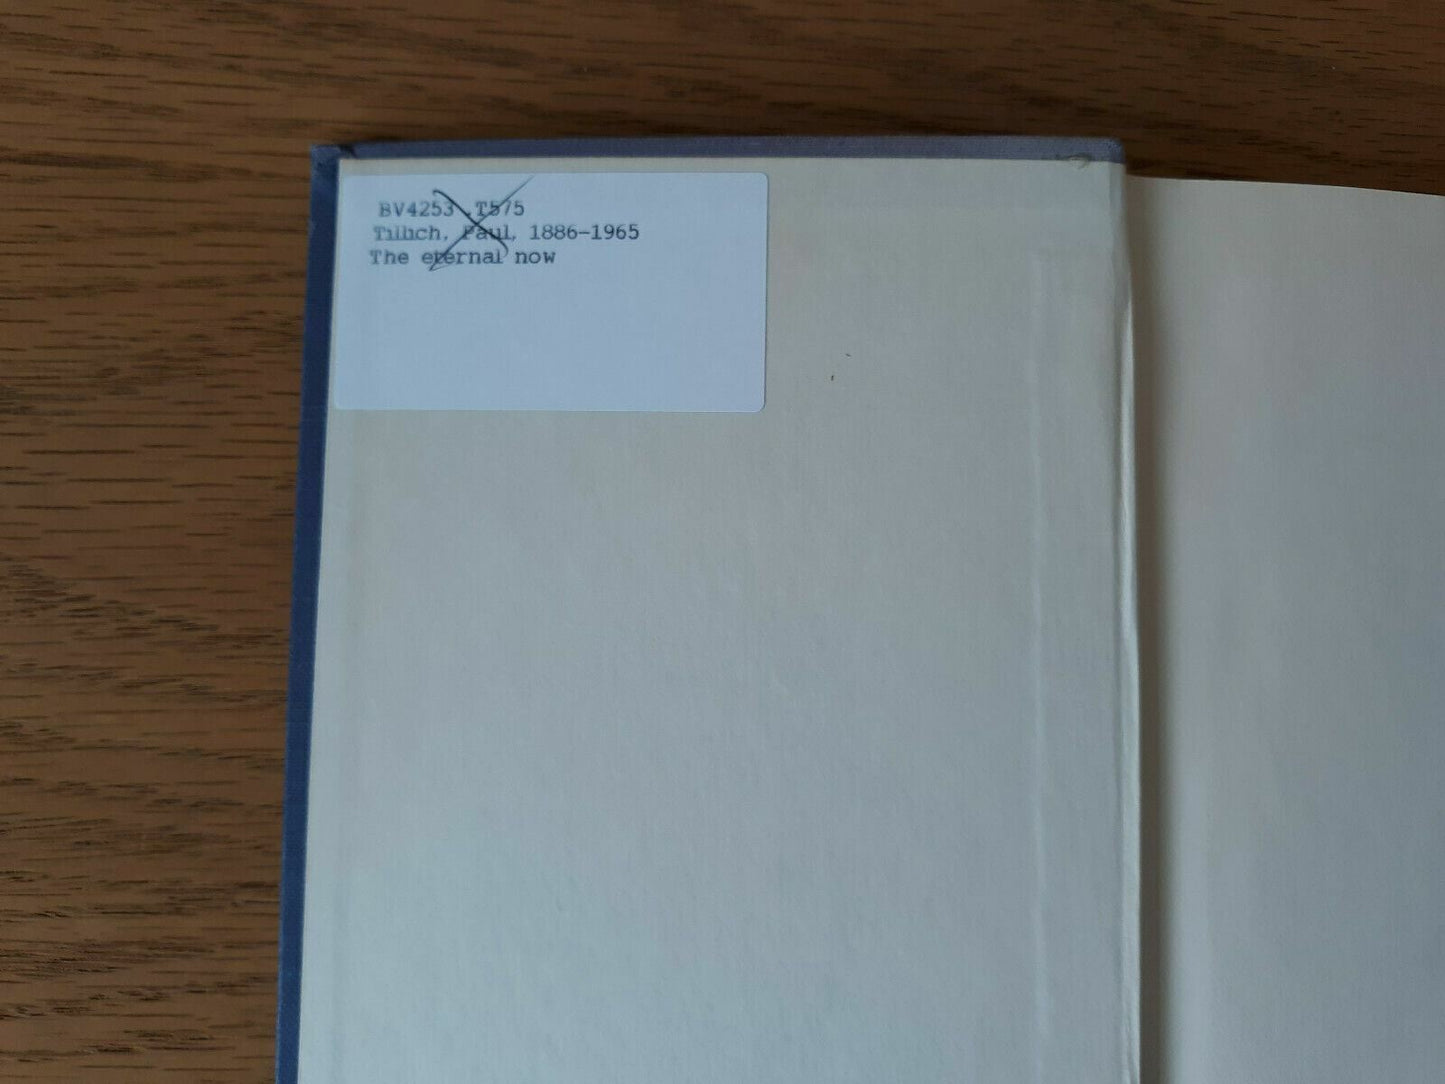 BV4253 .T575
Tillich, Paul, 1886-1965
The eternal now